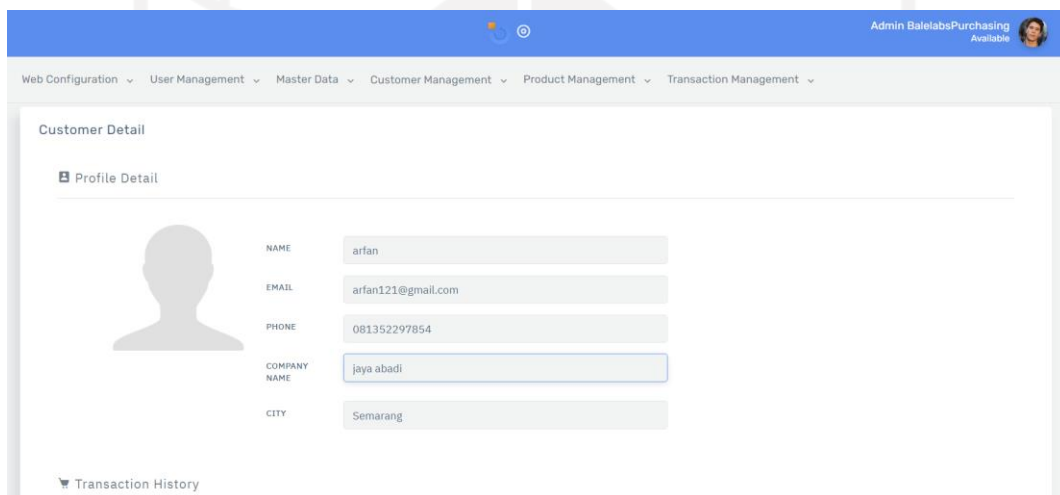 Admin BalelabsPurchasing
Available
Web Configuration User Management Master Data Customer Management Product Management Transaction Management
Customer Detail
Profile Detail
NAME arfan
EMAIL arfan121@gmail.com
PHONE 081352297854
COMPANY NAME jaya abadi
CITY Semarang
Transaction History